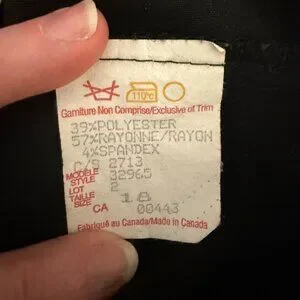 110°C
Garniture Non Comprise/Exclusive of Trim
39%POLYESTER
57%RAYONNE/RAYON
4%SPANDEX
C/S 2713
MODELE STYLE 32965
LOT 2
TAILLE SIZE 18
CA 00443
Fabriqué au Canada/Made in Canada